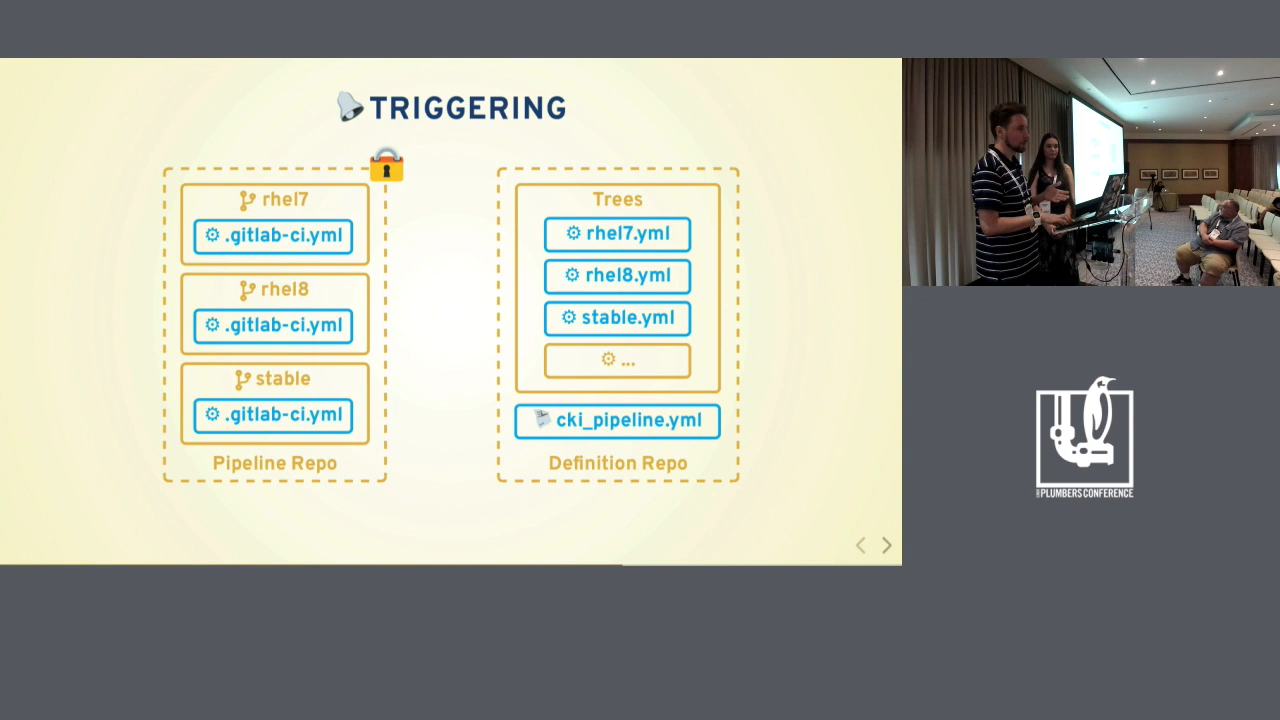 TRIGGERING
rhel7
.gitlab-ci.yml
rhel8
.gitlab-ci.yml
stable
.gitlab-ci.yml
Pipeline Repo
Trees
rhel7.yml
rhel8.yml
stable.yml
...
cki_pipeline.yml
Definition Repo
PLUMBERS CONFERENCE